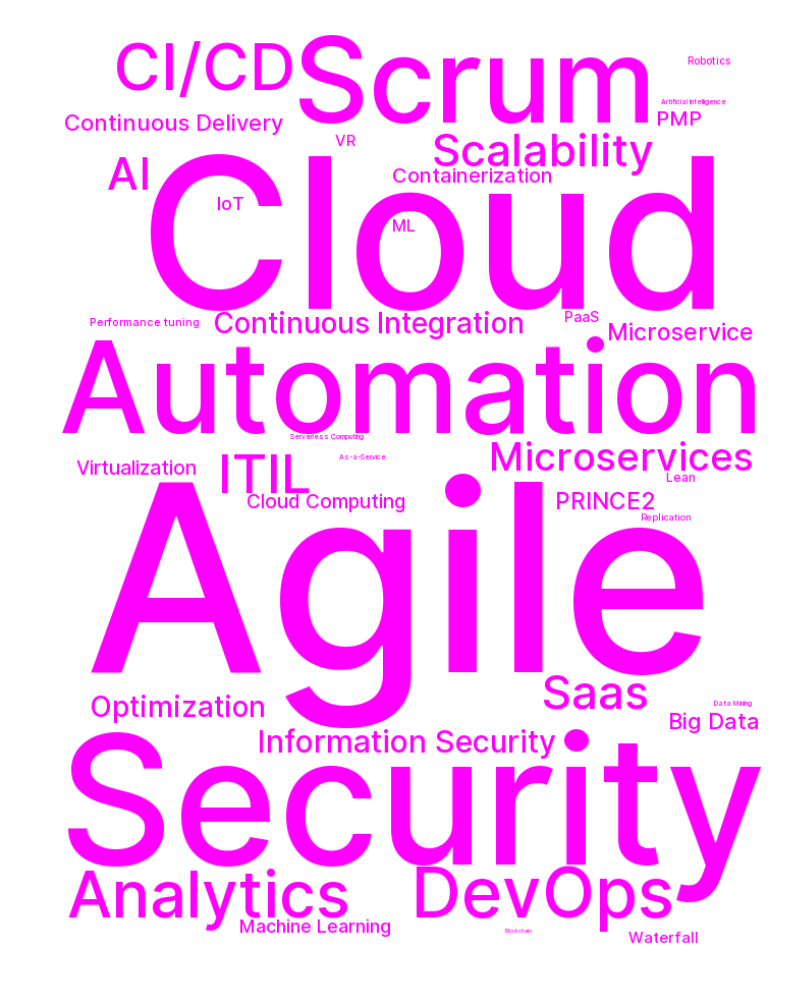 CI/CD
Scrum
Robotics
Artificial Intelligence
PMP
Continuous Delivery
VR
Scalability
AI
Containerization
Cloud
IoT
ML
Performance tuning
Continuous Integration
PaaS
Microservice
Automation
Serverless Computing
As-a-Service
Microservices
Virtualization
ITIL
Lean
Cloud Computing
PRINCE2
Replication
Agile
Saas
Optimization
Data Mining
Big Data
Information Security
Security
Analytics
DevOps
Machine Learning
Blockchain
Waterfall